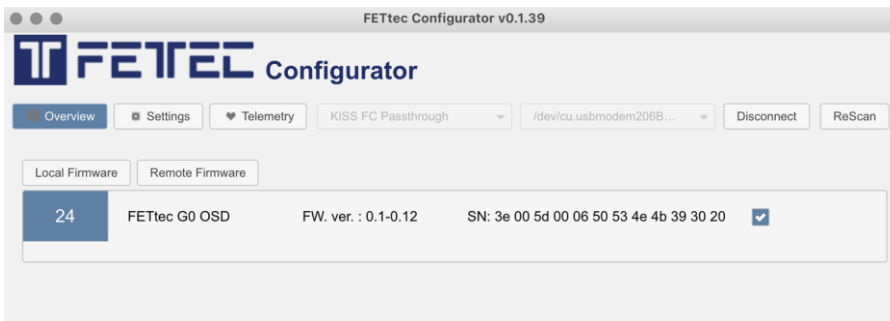 FETtec Configurator v0.1.39
FETTEC Configurator
Overview Settings Telemetry KISS FC Passthrough /dev/cu.usbmodem206B... Disconnect ReScan
Local Firmware Remote Firmware
24 FETtec G0 OSD FW. ver. : 0.1-0.12 SN: 3e 00 5d 00 06 50 53 4e 4b 39 30 20